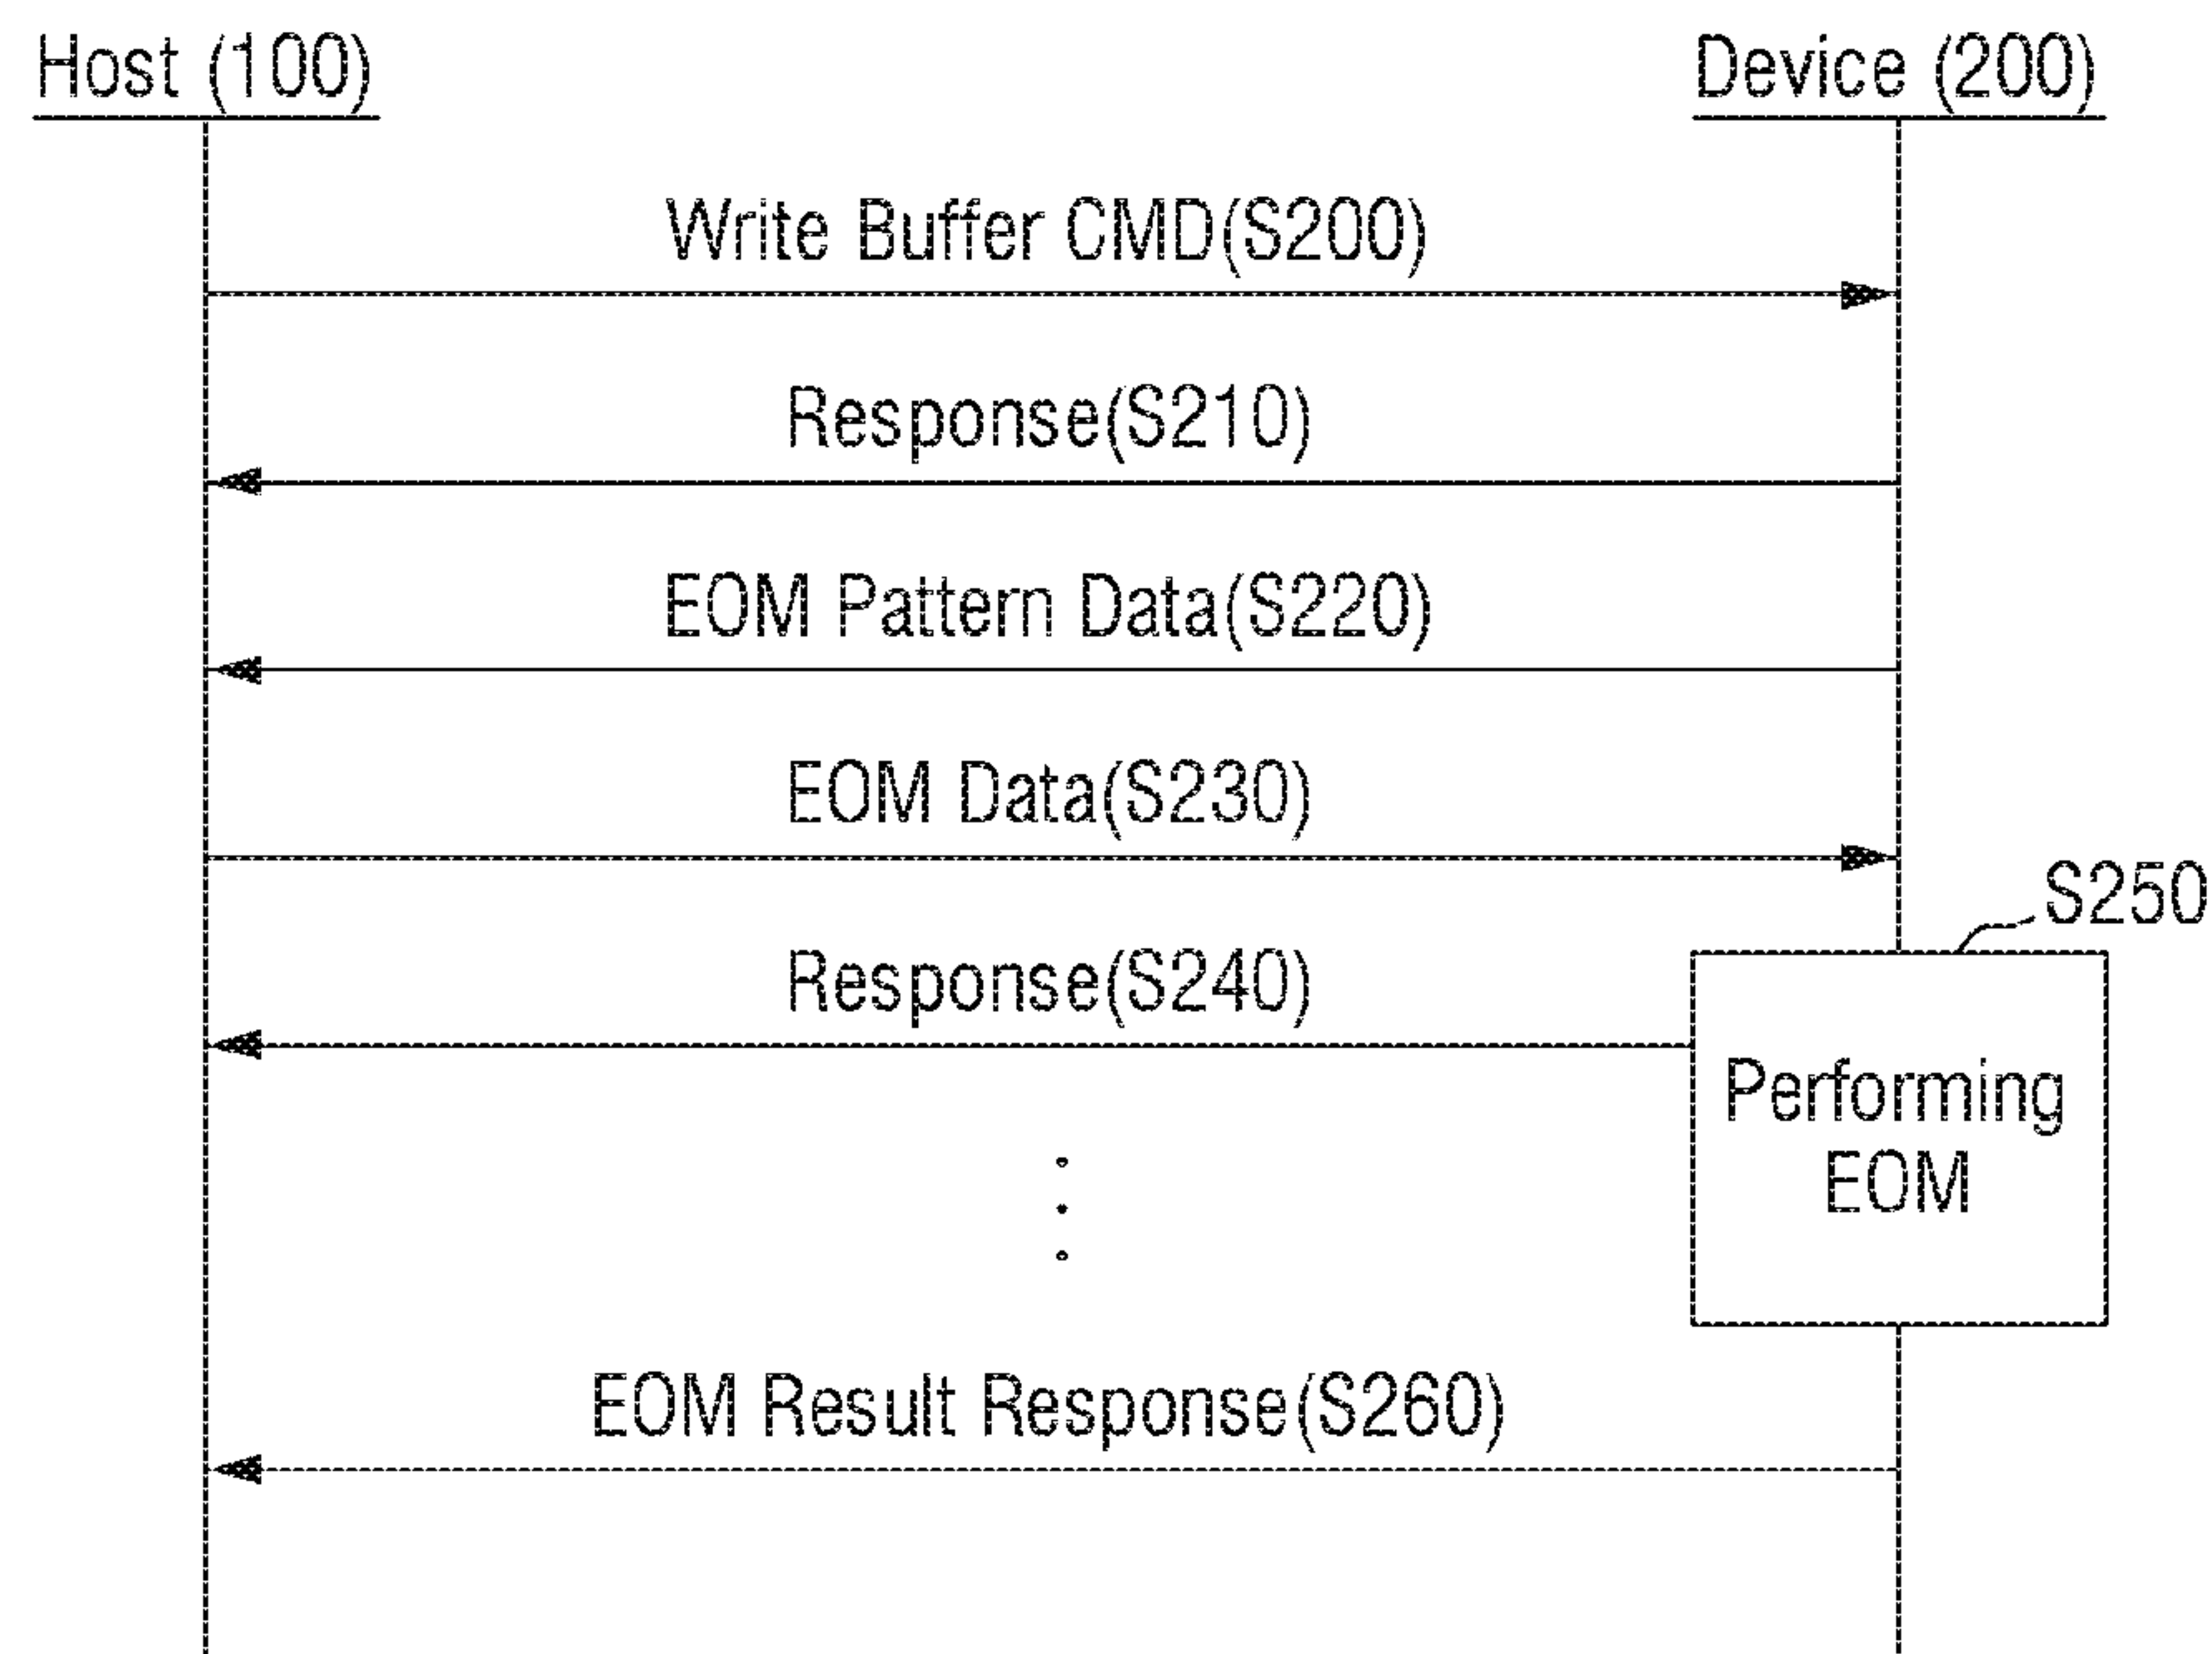 Host (100)
Device (200)
Write Buffer CMD(S200)
Response(S210)
EOM Pattern Data(S220)
EOM Data(S230)
S250
Response(S240)
Performing
EOM
EOM Result Response(S260)